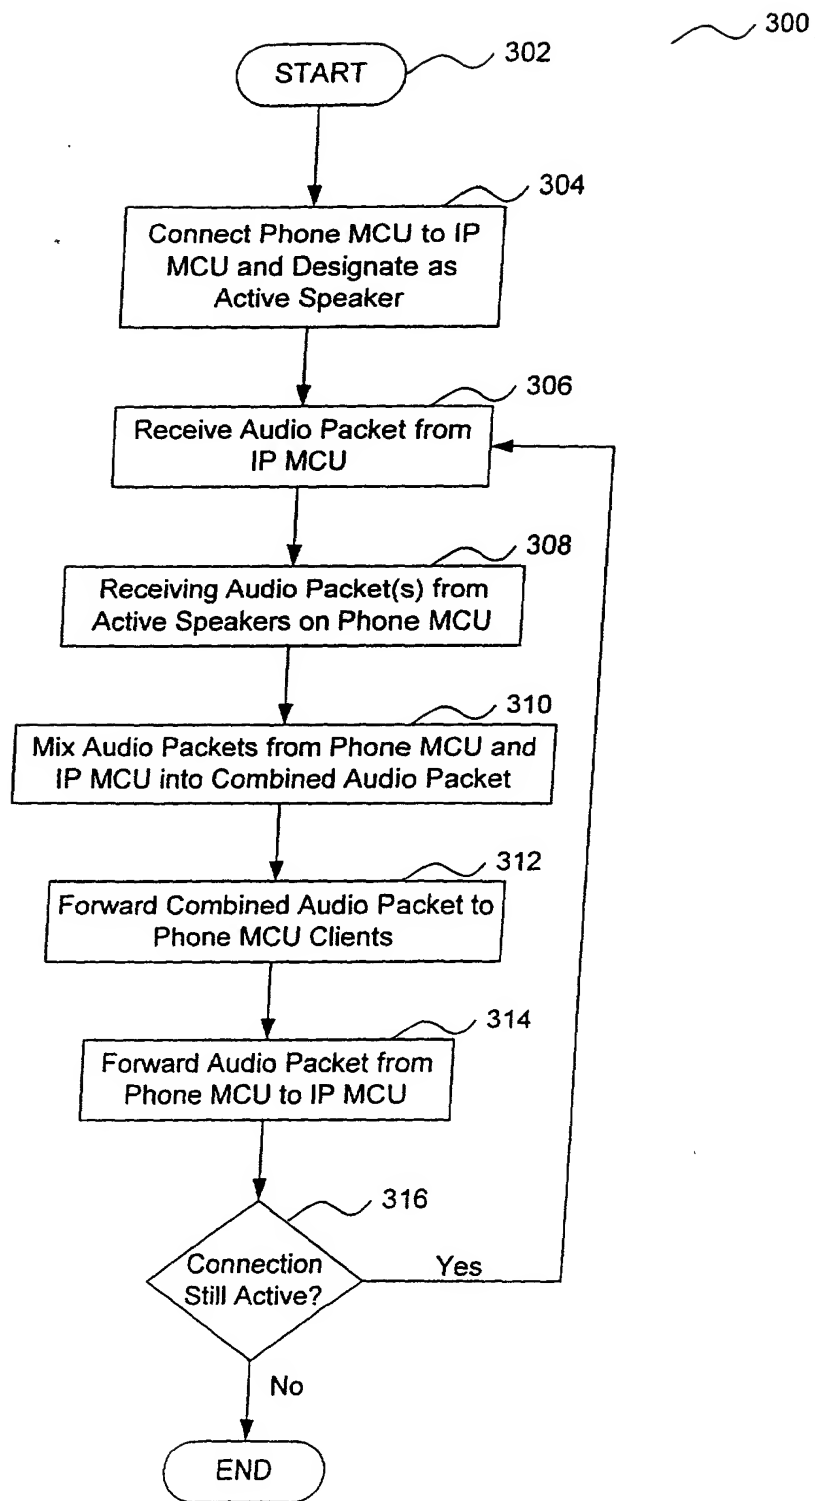 300
START
302
304
Connect Phone MCU to IP
MCU and Designate as
Active Speaker
306
Receive Audio Packet from
IP MCU
308
Receiving Audio Packet(s) from
Active Speakers on Phone MCU
310
Mix Audio Packets from Phone MCU and
IP MCU into Combined Audio Packet
312
Forward Combined Audio Packet to
Phone MCU Clients
314
Forward Audio Packet from
Phone MCU to IP MCU
316
Connection
Still Active?
Yes
No
END